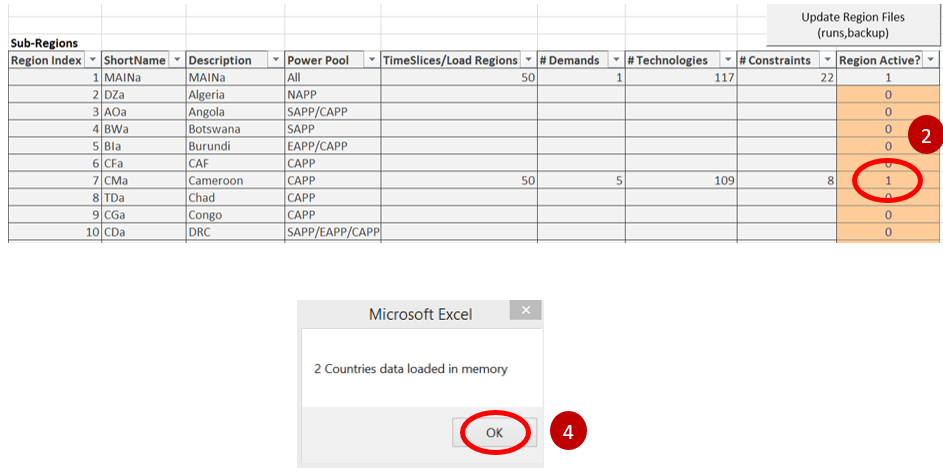 Update Region Files
(runs,backup)
Sub-Regions
Region Index ShortName Description Power Pool TimeSlices/Load Regions # Demands # Technologies # Constraints Region Active?
1 MAINa MAINa All 50 1 117 22 1
2 DZa Algeria NAPP 0
3 AOa Angola SAPP/CAPP 0
4 BWa Botswana SAPP 0
2
5 BIa Burundi EAPP/CAPP 0
6 CFa CAF CAPP 0
7 CMa Cameroon CAPP 50 5 109 8 1
8 TDa Chad CAPP 0
9 CGa Congo CAPP 0
10 CDa DRC SAPP/EAPP/CAPP 0
Microsoft Excel
2 Countries data loaded in memory
OK
4